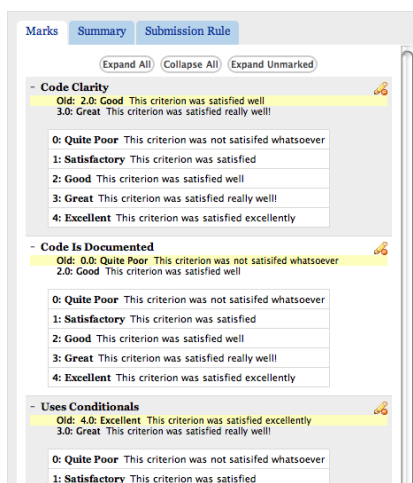 Marks Summary Submission Rule
Expand All Collapse All Expand Unmarked
- Code Clarity
Old: 2.0: Good This criterion was satisfied well
3.0: Great This criterion was satisfied really well!
0: Quite Poor This criterion was not satisifed whatsoever
1: Satisfactory This criterion was satisfied
2: Good This criterion was satisfied well
3: Great This criterion was satisfied really well!
4: Excellent This criterion was satisfied excellently
- Code Is Documented
Old: 0.0: Quite Poor This criterion was not satisifed whatsoever
2.0: Good This criterion was satisfied well
0: Quite Poor This criterion was not satisifed whatsoever
1: Satisfactory This criterion was satisfied
2: Good This criterion was satisfied well
3: Great This criterion was satisfied really well!
4: Excellent This criterion was satisfied excellently
- Uses Conditionals
Old: 4.0: Excellent This criterion was satisfied excellently
3.0: Great This criterion was satisfied really well!
0: Quite Poor This criterion was not satisifed whatsoever
1: Satisfactory This criterion was satisfied